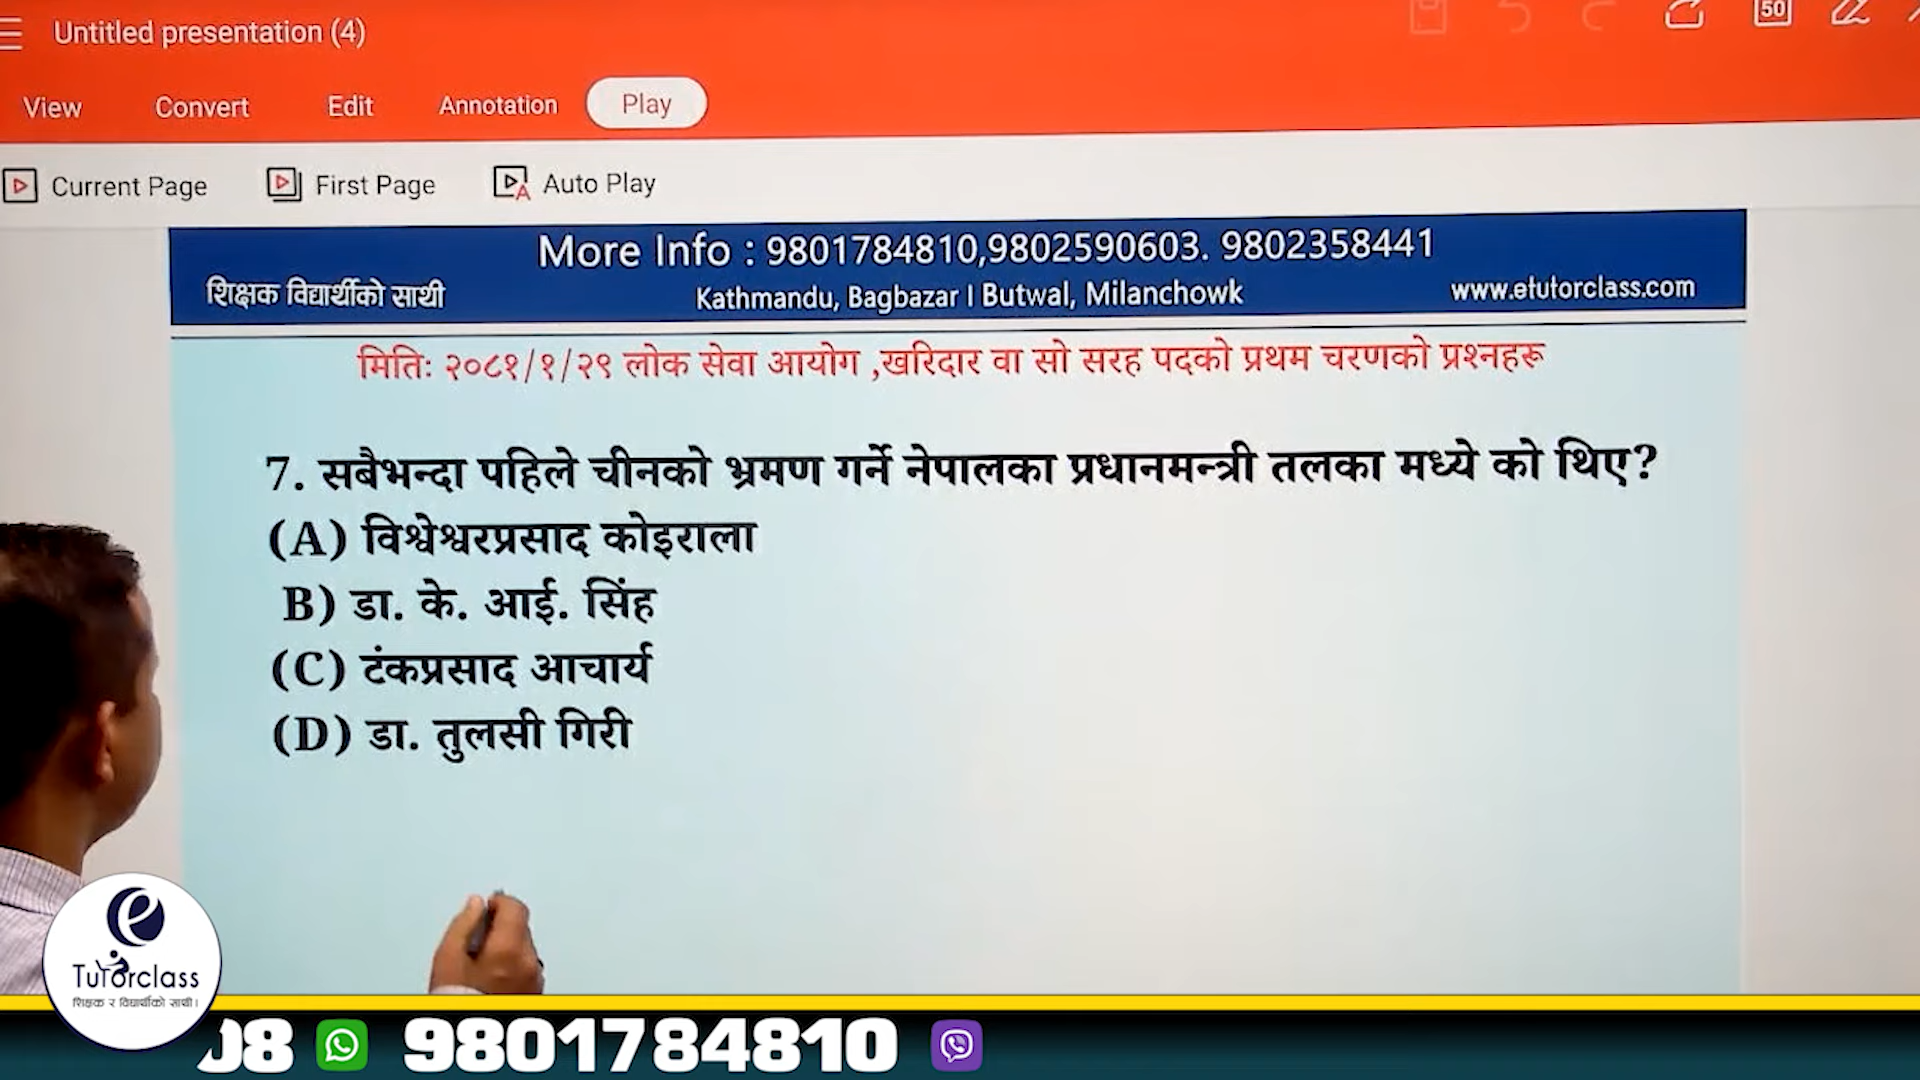 Untitled presentation (4)
50
View Convert Edit Annotation Play
Current Page First Page Auto Play
More Info : 9801784810,9802590603. 9802358441
शिक्षक विद्यार्थीको साथी Kathmandu, Bagbazar I Butwal, Milanchowk www.etutorclass.com
मितिः २०८१/१/२९ लोक सेवा आयोग ,खरिदार वा सो सरह पदको प्रथम चरणको प्रश्नहरू
7. सबैभन्दा पहिले चीनको भ्रमण गर्ने नेपालका प्रधानमन्त्री तलका मध्ये को थिए?
(A) विश्वेश्वरप्रसाद कोइराला
B) डा. के. आई. सिंह
(C) टंकप्रसाद आचार्य
(D) डा. तुलसी गिरी
e
Tutorclass
शिक्षक र विद्यार्थीको साथी।
08 9801784810